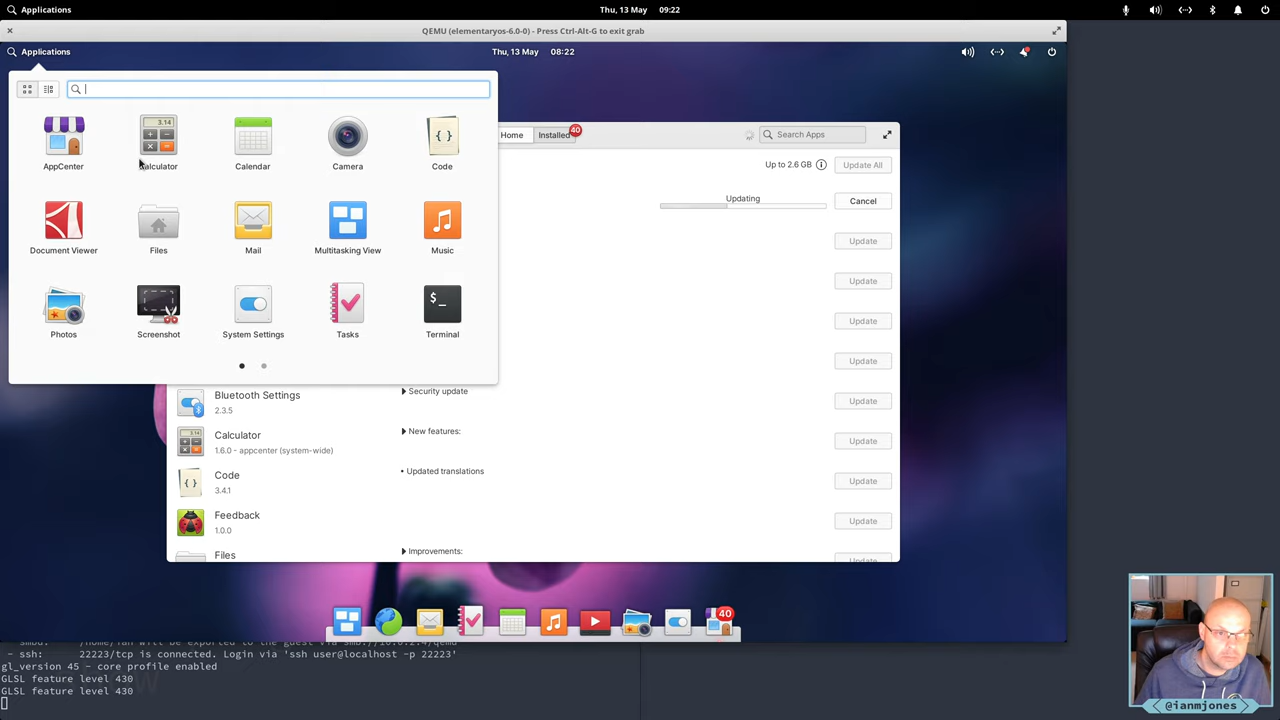 Applications
Thu, 13 May 09:22
QEMU (elementaryos-6.0-0) - Press Ctrl-Alt-G to exit grab
Applications
Thu, 13 May 08:22
AppCenter
Calculator
Calendar
Camera
Code
Document Viewer
Files
Mail
Multitasking View
Music
Photos
Screenshot
System Settings
Tasks
Terminal
3.14
Home
Installed
40
Search Apps
Up to 2.6 GB
Update All
Updating
Cancel
Update
Update
Update
Update
Bluetooth Settings
2.3.5
Security update
Update
Calculator
1.6.0 - appcenter (system-wide)
New features:
Update
Code
3.4.1
• Updated translations
Update
Feedback
1.0.0
Update
Files
Improvements:
Update
40
- ssh: 22223/tcp is connected. Login via 'ssh user@localhost -p 22223'
gl_version 45 - core profile enabled
GLSL feature level 430
GLSL feature level 430
@ianmjones